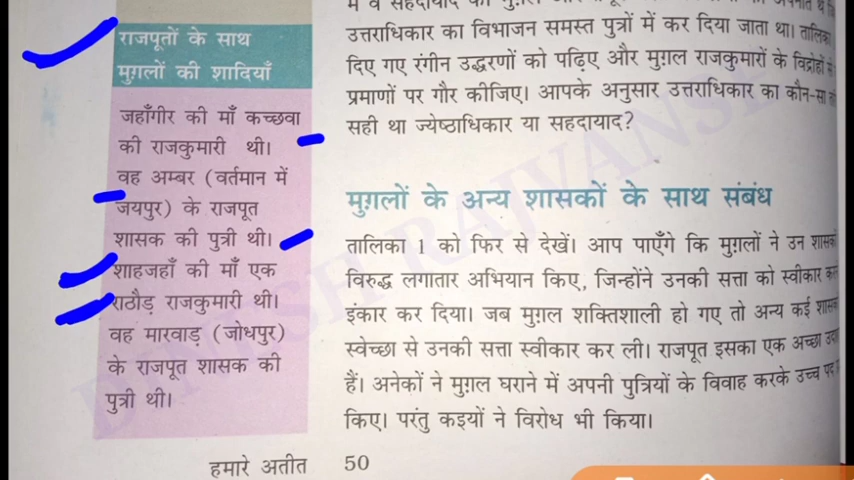 राजपूतों के साथ
मुग़लों की शादियाँ
जहाँगीर की माँ कच्छवा
की राजकुमारी थी।
वह अम्बर (वर्तमान में
जयपुर) के राजपूत
शासक की पुत्री थी।
शाहजहाँ की माँ एक
राठौड़ राजकुमारी थी।
वह मारवाड़ (जोधपुर)
के राजपूत शासक की
पुत्री थी।
उत्तराधिकार का विभाजन समस्त पुत्रों में कर दिया जाता था।
दिए गए रंगीन उद्धरणों को पढ़िए और मुग़ल राजकुमारों के विद्रोहों
प्रमाणों पर गौर कीजिए। आपके अनुसार उत्तराधिकार का कौन-सा
सही था ज्येष्ठाधिकार या सहदायाद?
मुग़लों के अन्य शासकों के साथ संबंध
तालिका 1 को फिर से देखें। आप पाएँगे कि मुग़लों ने उन
विरुद्ध लगातार अभियान किए, जिन्होंने उनकी सत्ता को स्वीकार
इंकार कर दिया। जब मुग़ल शक्तिशाली हो गए तो अन्य कई
स्वेच्छा से उनकी सत्ता स्वीकार कर ली। राजपूत इसका एक अच्छा
हैं। अनेकों ने मुग़ल घराने में अपनी पुत्रियों के विवाह करके उच्च पद
किए। परंतु कइयों ने विरोध भी किया।
हमारे अतीत 50
DINESH RAJVANSHI